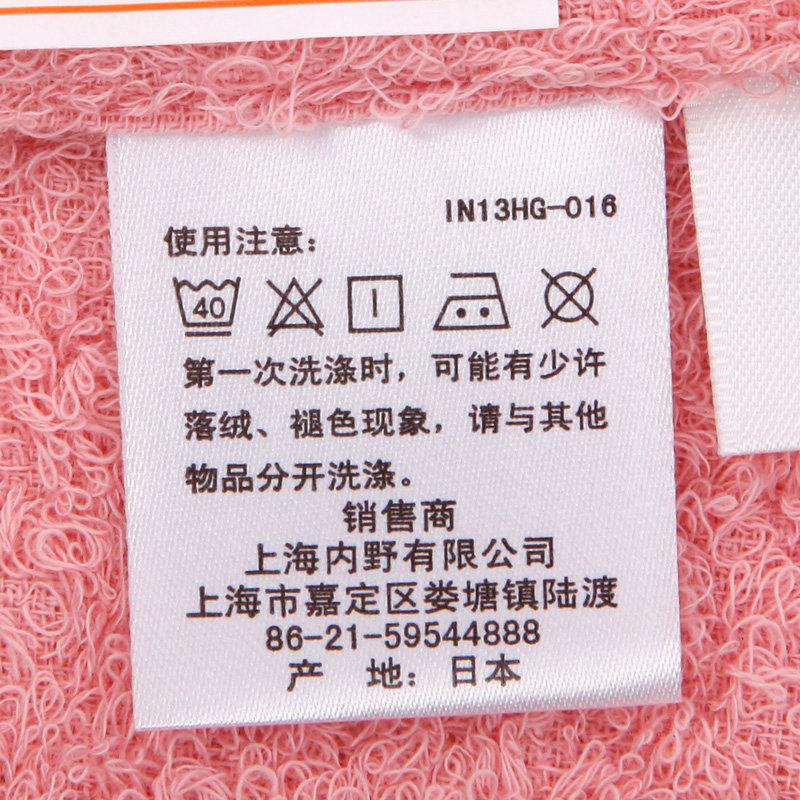 IN13HG-016
使用注意:
40
第一次洗涤时，可能有少许
落绒、褪色现象，请与其他
物品分开洗涤。
销售商
上海内野有限公司
上海市嘉定区娄塘镇陆渡
86-21-59544888
产 地: 日本